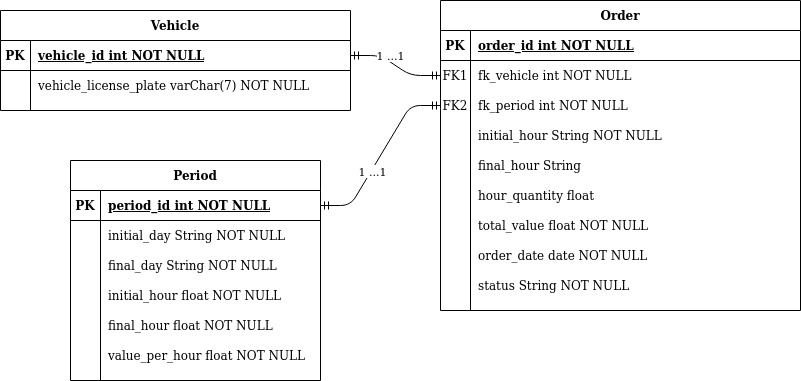 Vehicle
PK vehicle_id int NOT NULL
vehicle_license_plate varChar(7) NOT NULL
1 ...1
Order
PK order_id int NOT NULL
FK1 fk_vehicle int NOT NULL
FK2 fk_period int NOT NULL
initial_hour String NOT NULL
final_hour String
hour_quantity float
total_value float NOT NULL
order_date date NOT NULL
status String NOT NULL
1 ...1
Period
PK period_id int NOT NULL
initial_day String NOT NULL
final_day String NOT NULL
initial_hour float NOT NULL
final_hour float NOT NULL
value_per_hour float NOT NULL